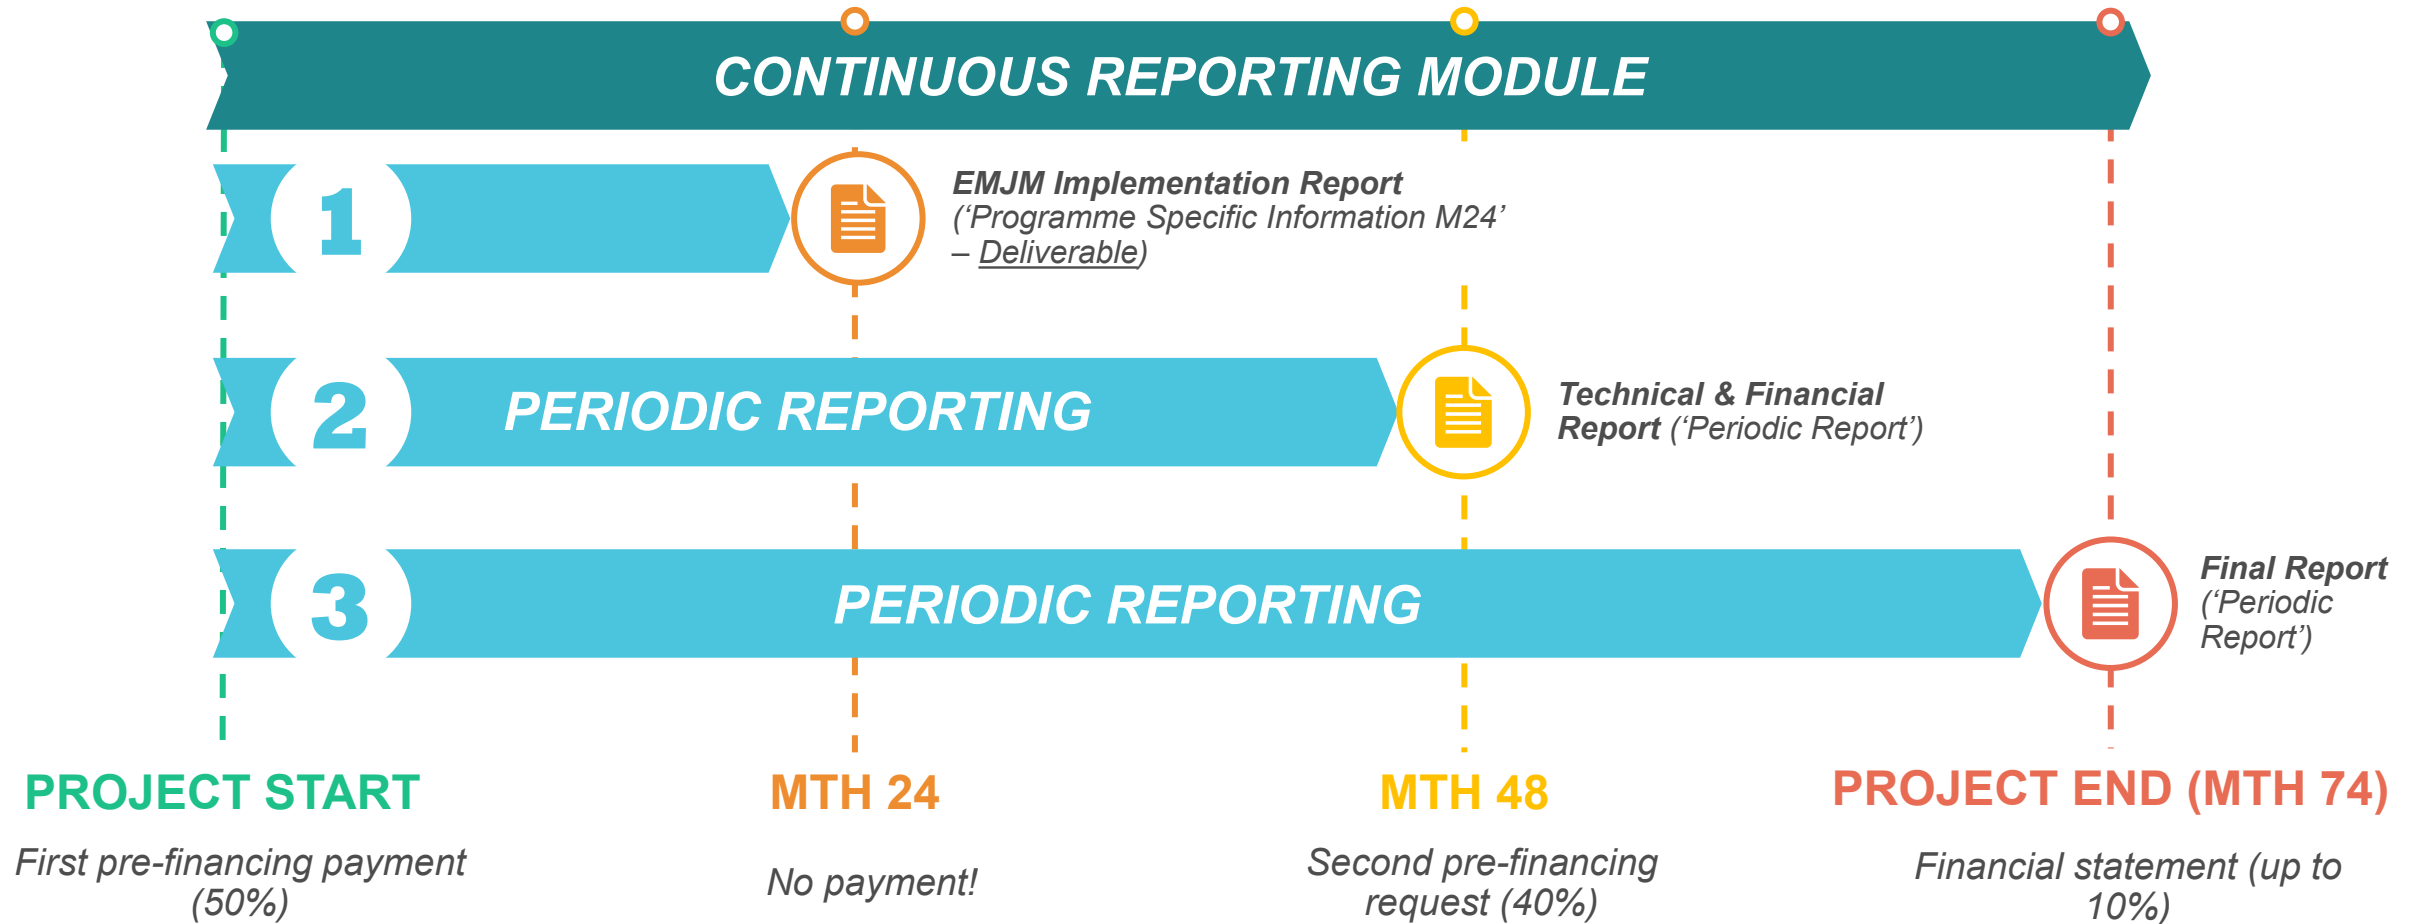 CONTINUOUS REPORTING MODULE
1
EMJM Implementation Report
(‘Programme Specific Information M24’
– Deliverable)
2
PERIODIC REPORTING
Technical & Financial
Report (‘Periodic Report’)
3
PERIODIC REPORTING
Final Report
(‘Periodic
Report’)
PROJECT START
First pre-financing payment
(50%)
MTH 24
No payment!
MTH 48
Second pre-financing
request (40%)
PROJECT END (MTH 74)
Financial statement (up to
10%)